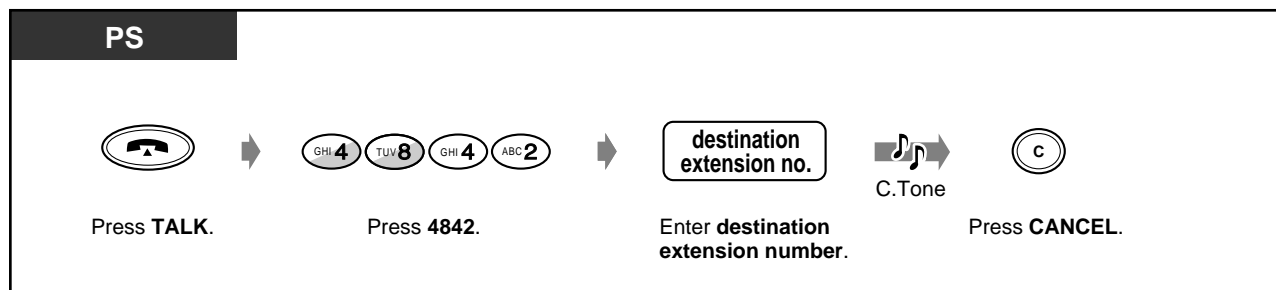 PS
GHI 4 TUV 8 GHI 4 ABC 2
destination
extension no.
C.Tone
C
Press TALK.
Press 4842.
Enter destination
extension number.
Press CANCEL.